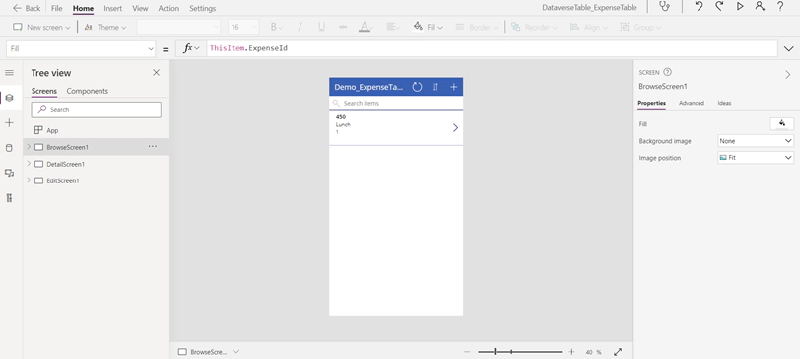 Back File Home Insert View Action Settings DataverseTable_ExpenseTable
New screen Theme 16 B Fill Border Reorder Align Group
Fill = fx ThisItem.ExpenseId
Tree view
Screens Components
Search
App
BrowseScreen1
DetailScreen1
EditScreen1
Demo_ExpenseTa...
Search items
450
Lunch
1
SCREEN
BrowseScreen1
Properties Advanced Ideas
Fill
Background image None
Image position Fit
BrowseScre... 40 %